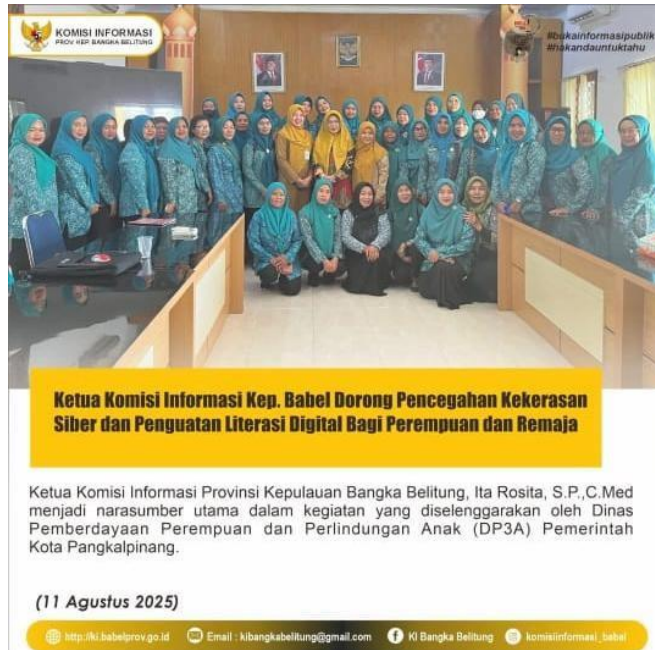 KOMISI INFORMASI
PROV KEP. BANGKA BELITUNG
#bukainformasipublik
#hakandauntuktahu
Ketua Komisi Informasi Kep. Babel Dorong Pencegahan Kekerasan
Siber dan Penguatan Literasi Digital Bagi Perempuan dan Remaja
Ketua Komisi Informasi Provinsi Kepulauan Bangka Belitung, Ita Rosita, S.P.,C.Med
menjadi narasumber utama dalam kegiatan yang diselenggarakan oleh Dinas
Pemberdayaan Perempuan dan Perlindungan Anak (DP3A) Pemerintah
Kota Pangkalpinang.
(11 Agustus 2025)
http://ki.babelprov.go.id
Email : kibangkabelitung@gmail.com
KI Bangka Belitung
komisiinformasi_babel